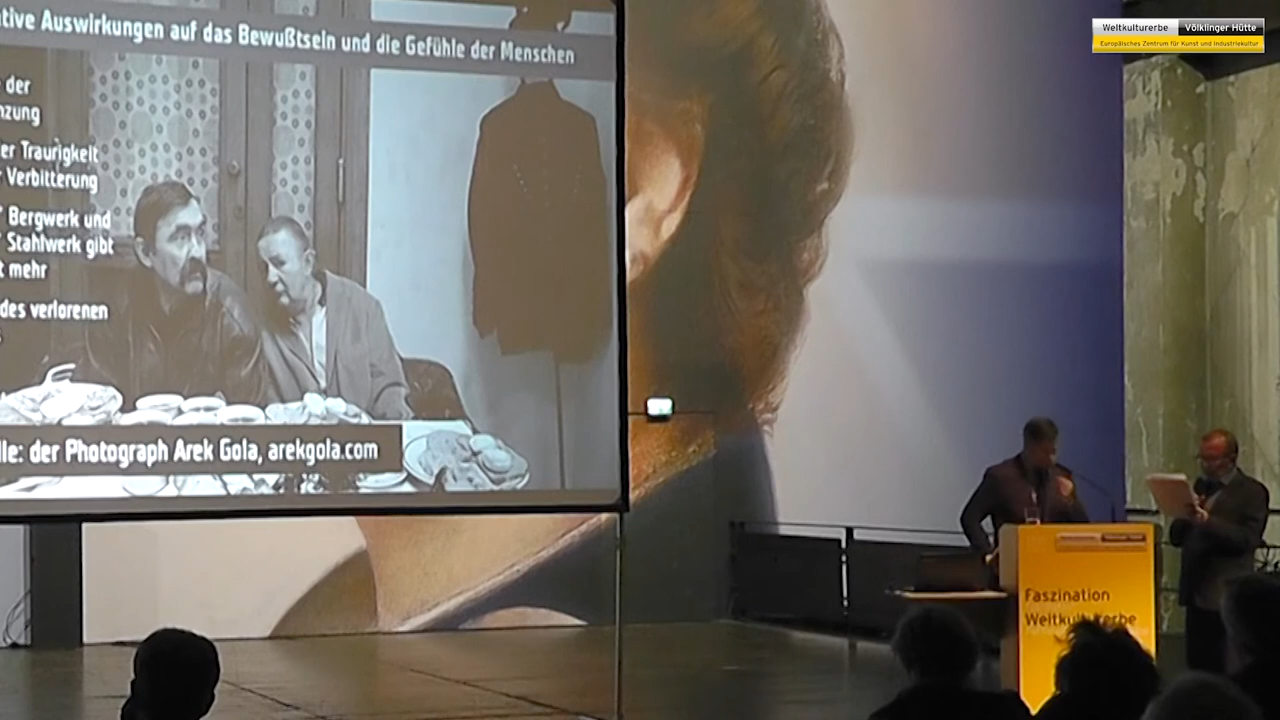 tive Auswirkungen auf das Bewußtsein und die Gefühle der Menschen
der
nzung
er Traurigkeit
Verbitterung
Bergwerk und
Stahlwerk gibt
t mehr
des verlorenen
lle: der Photograph Arek Gola, arekgola.com
Weltkulturerbe Völklinger Hütte
Europäisches Zentrum für Kunst und Industriekultur
Faszination
Weltkulturerbe